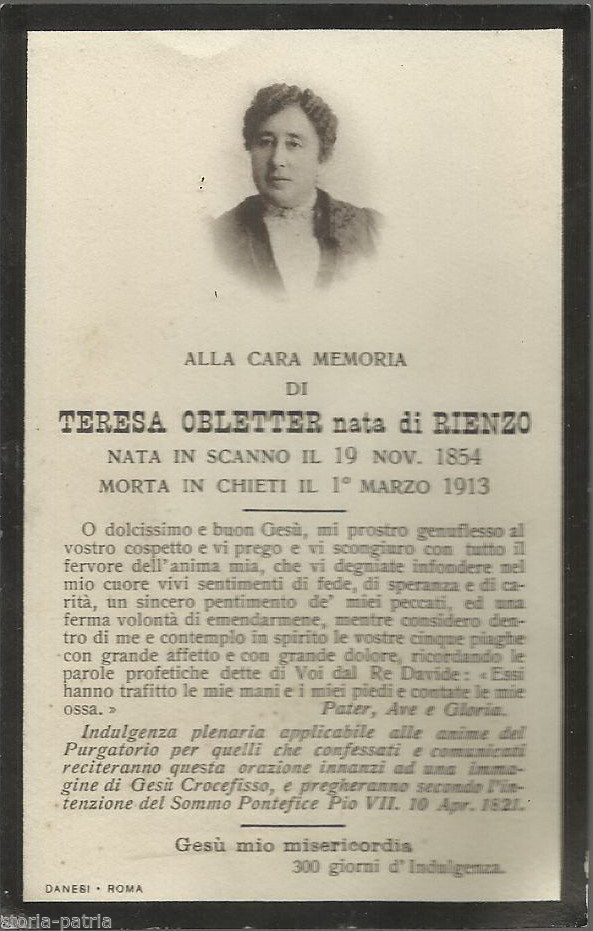 ALLA CARA MEMORIA
DI
TERESA OBLETTER nata di RIENZO
NATA IN SCANNO IL 19 NOV. 1854
MORTA IN CHIETI IL 1° MARZO 1913
O dolcissimo e buon Gesù, mi prostro genuflesso al
vostro cospetto e vi prego e vi scongiuro con tutto il
fervore dell'anima mia, che vi degniate infondere nel
mio cuore vivi sentimenti di fede, di speranza e di ca-
rità, un sincero pentimento de' miei peccati, ed una
ferma volontà di emendarmene, mentre considero den-
tro di me e contemplo in spirito le vostre cinque piaghe
con grande affetto e con grande dolore, ricordando le
parole profetiche dette di Voi dal Re Davide: « Essi
hanno trafitto le mie mani e i miei piedi e contate le mie
ossa. » Pater, Ave e Gloria.
Indulgenza plenaria applicabile alle anime del
Purgatorio per quelli che confessati e comunicati
reciteranno questa orazione innanzi ad una imma-
gine di Gesù Crocefisso, e pregheranno secondo l'in-
tenzione del Sommo Pontefice Pio VII. 10 Apr. 1821.
Gesù mio misericordia
300 giorni d'Indulgenza.
DANESI • ROMA
storia-patria